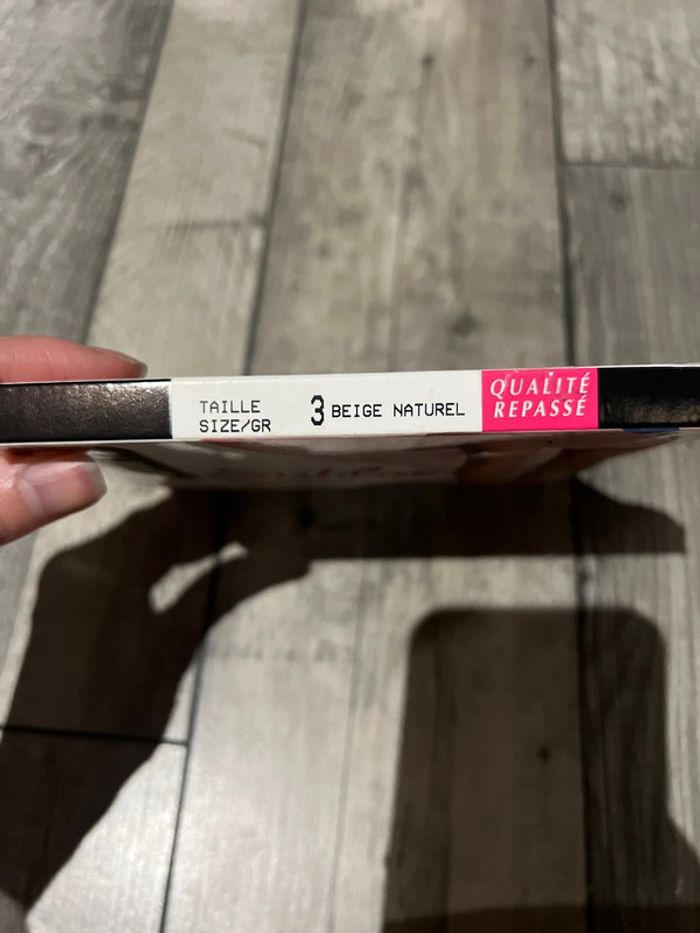 TAILLE
SIZE/GR
3 BEIGE NATUREL
QUALITÉ
REPASSÉ